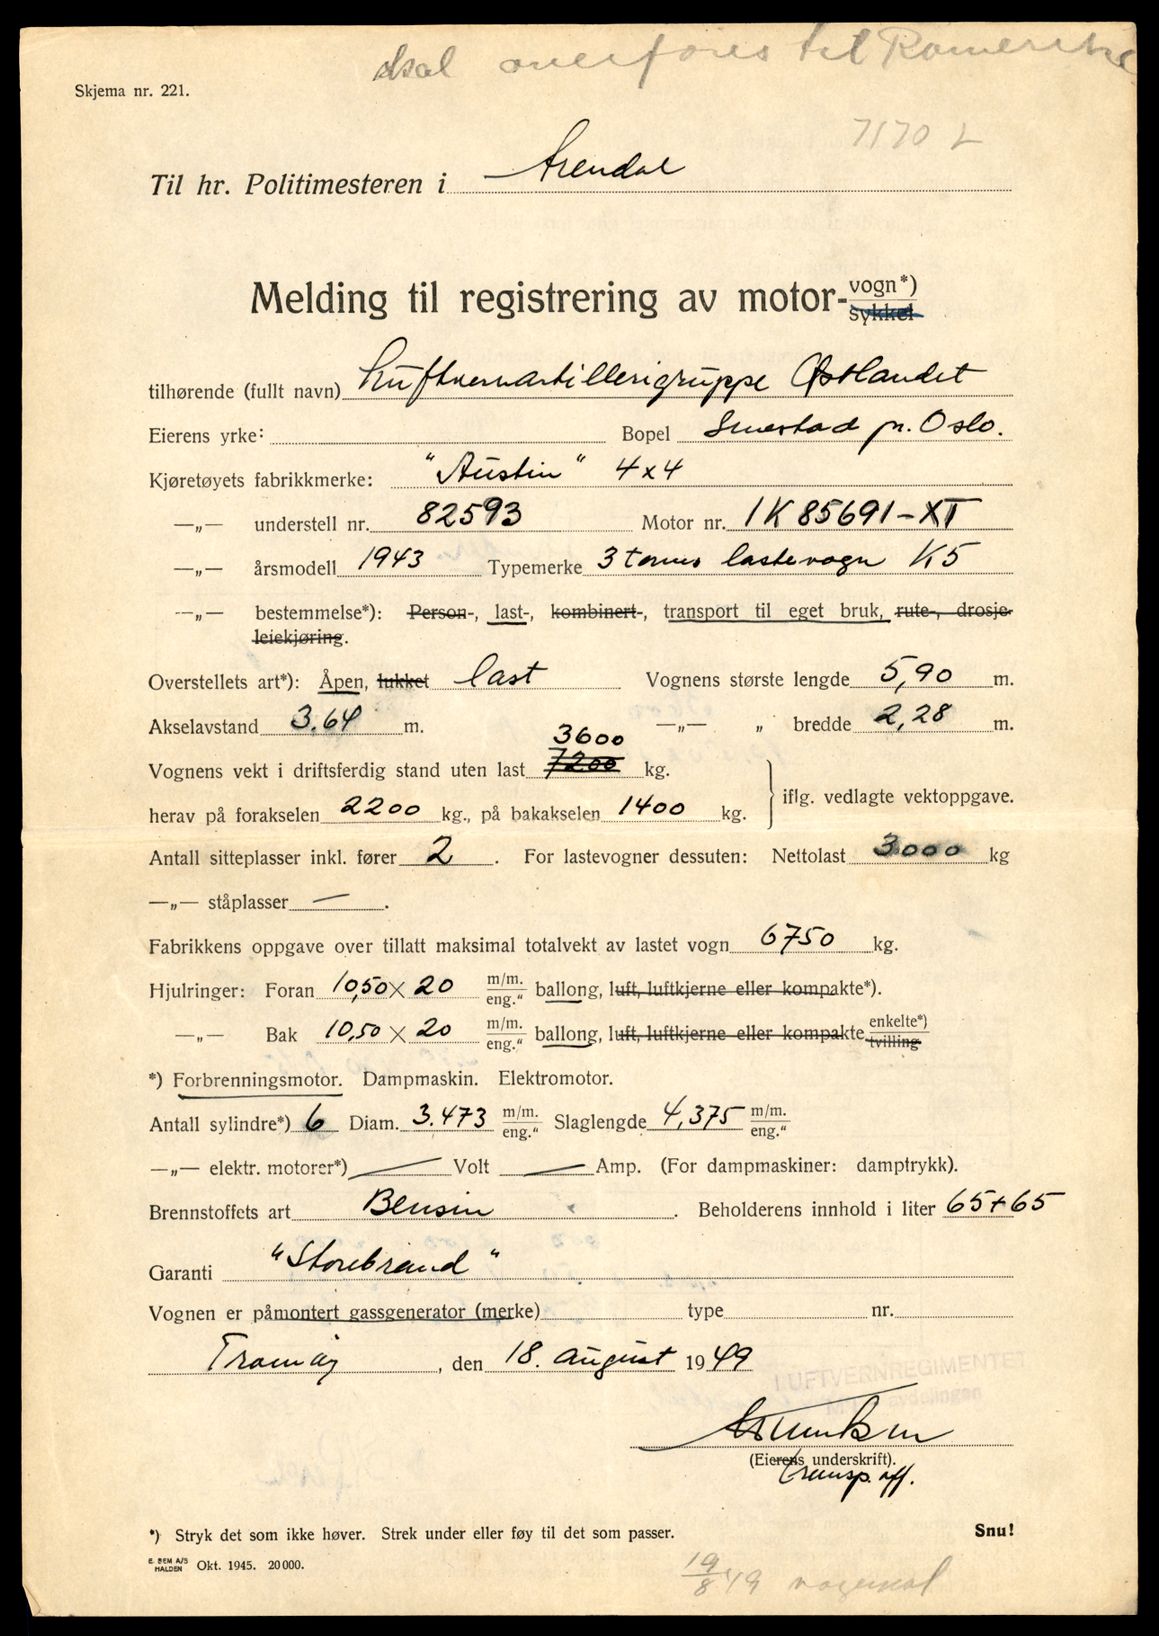 skal overføres til Romerike
Skjema nr. 221.
7170 L
Til hr. Politimesteren i Arendal
Melding til registrering av motor- vogn*)
sykkel
tilhørende (fullt navn) Luftvernartillerigruppe Østlandet
Eierens yrke: Bopel Smestad pr. Oslo.
Kjøretøyets fabrikkmerke: "Austin" 4x4
—„— understell nr. 82593 Motor nr. 1K85691-XT
—„— årsmodell 1943 Typemerke 3 tonns lastevogn K5
—„— bestemmelse*): Person-, last-, kombinert-, transport til eget bruk, rute-, drosje-
leiekjøring.
Overstellets art*): Åpen, lukket last Vognens største lengde 5,90 m.
Akselavstand 3.64 m. —„— „ bredde 2,28 m.
3600
Vognens vekt i driftsferdig stand uten last 7200 kg.
herav på forakselen 2200 kg., på bakakselen 1400 kg. iflg. vedlagte vektoppgave.
Antall sitteplasser inkl. fører 2. For lastevogner dessuten: Nettolast 3000 kg
—„— ståplasser — .
Fabrikkens oppgave over tillatt maksimal totalvekt av lastet vogn 6750 kg.
Hjulringer: Foran 10,50 x 20 m/m. eng.“ ballong, luft, luftkjerne eller kompakte*).
—„— Bak 10,50 x 20 m/m. eng.“ ballong, luft, luftkjerne eller kompakte enkelte*) tvilling
*) Forbrenningsmotor. Dampmaskin. Elektromotor.
Antall sylindre*) 6 Diam. 3.473 m/m. eng.“ Slaglengde 4,375 m/m. eng.“
—„— elektr. motorer*) — Volt — Amp. (For dampmaskiner: damptrykk).
Brennstoffets art Bensin. Beholderens innhold i liter 65+65
Garanti "Storebrand"
Vognen er påmontert gassgenerator (merke) type nr.
Tromøy, den 18. august 1949
LUFTVERNREGIMENTET
avdelingen
(Eierens underskrift).
transp. off.
*) Stryk det som ikke høver. Strek under eller føy til det som passer. Snu!
E. SEM A/S HALDEN Okt. 1945. 20 000.
19/8 49